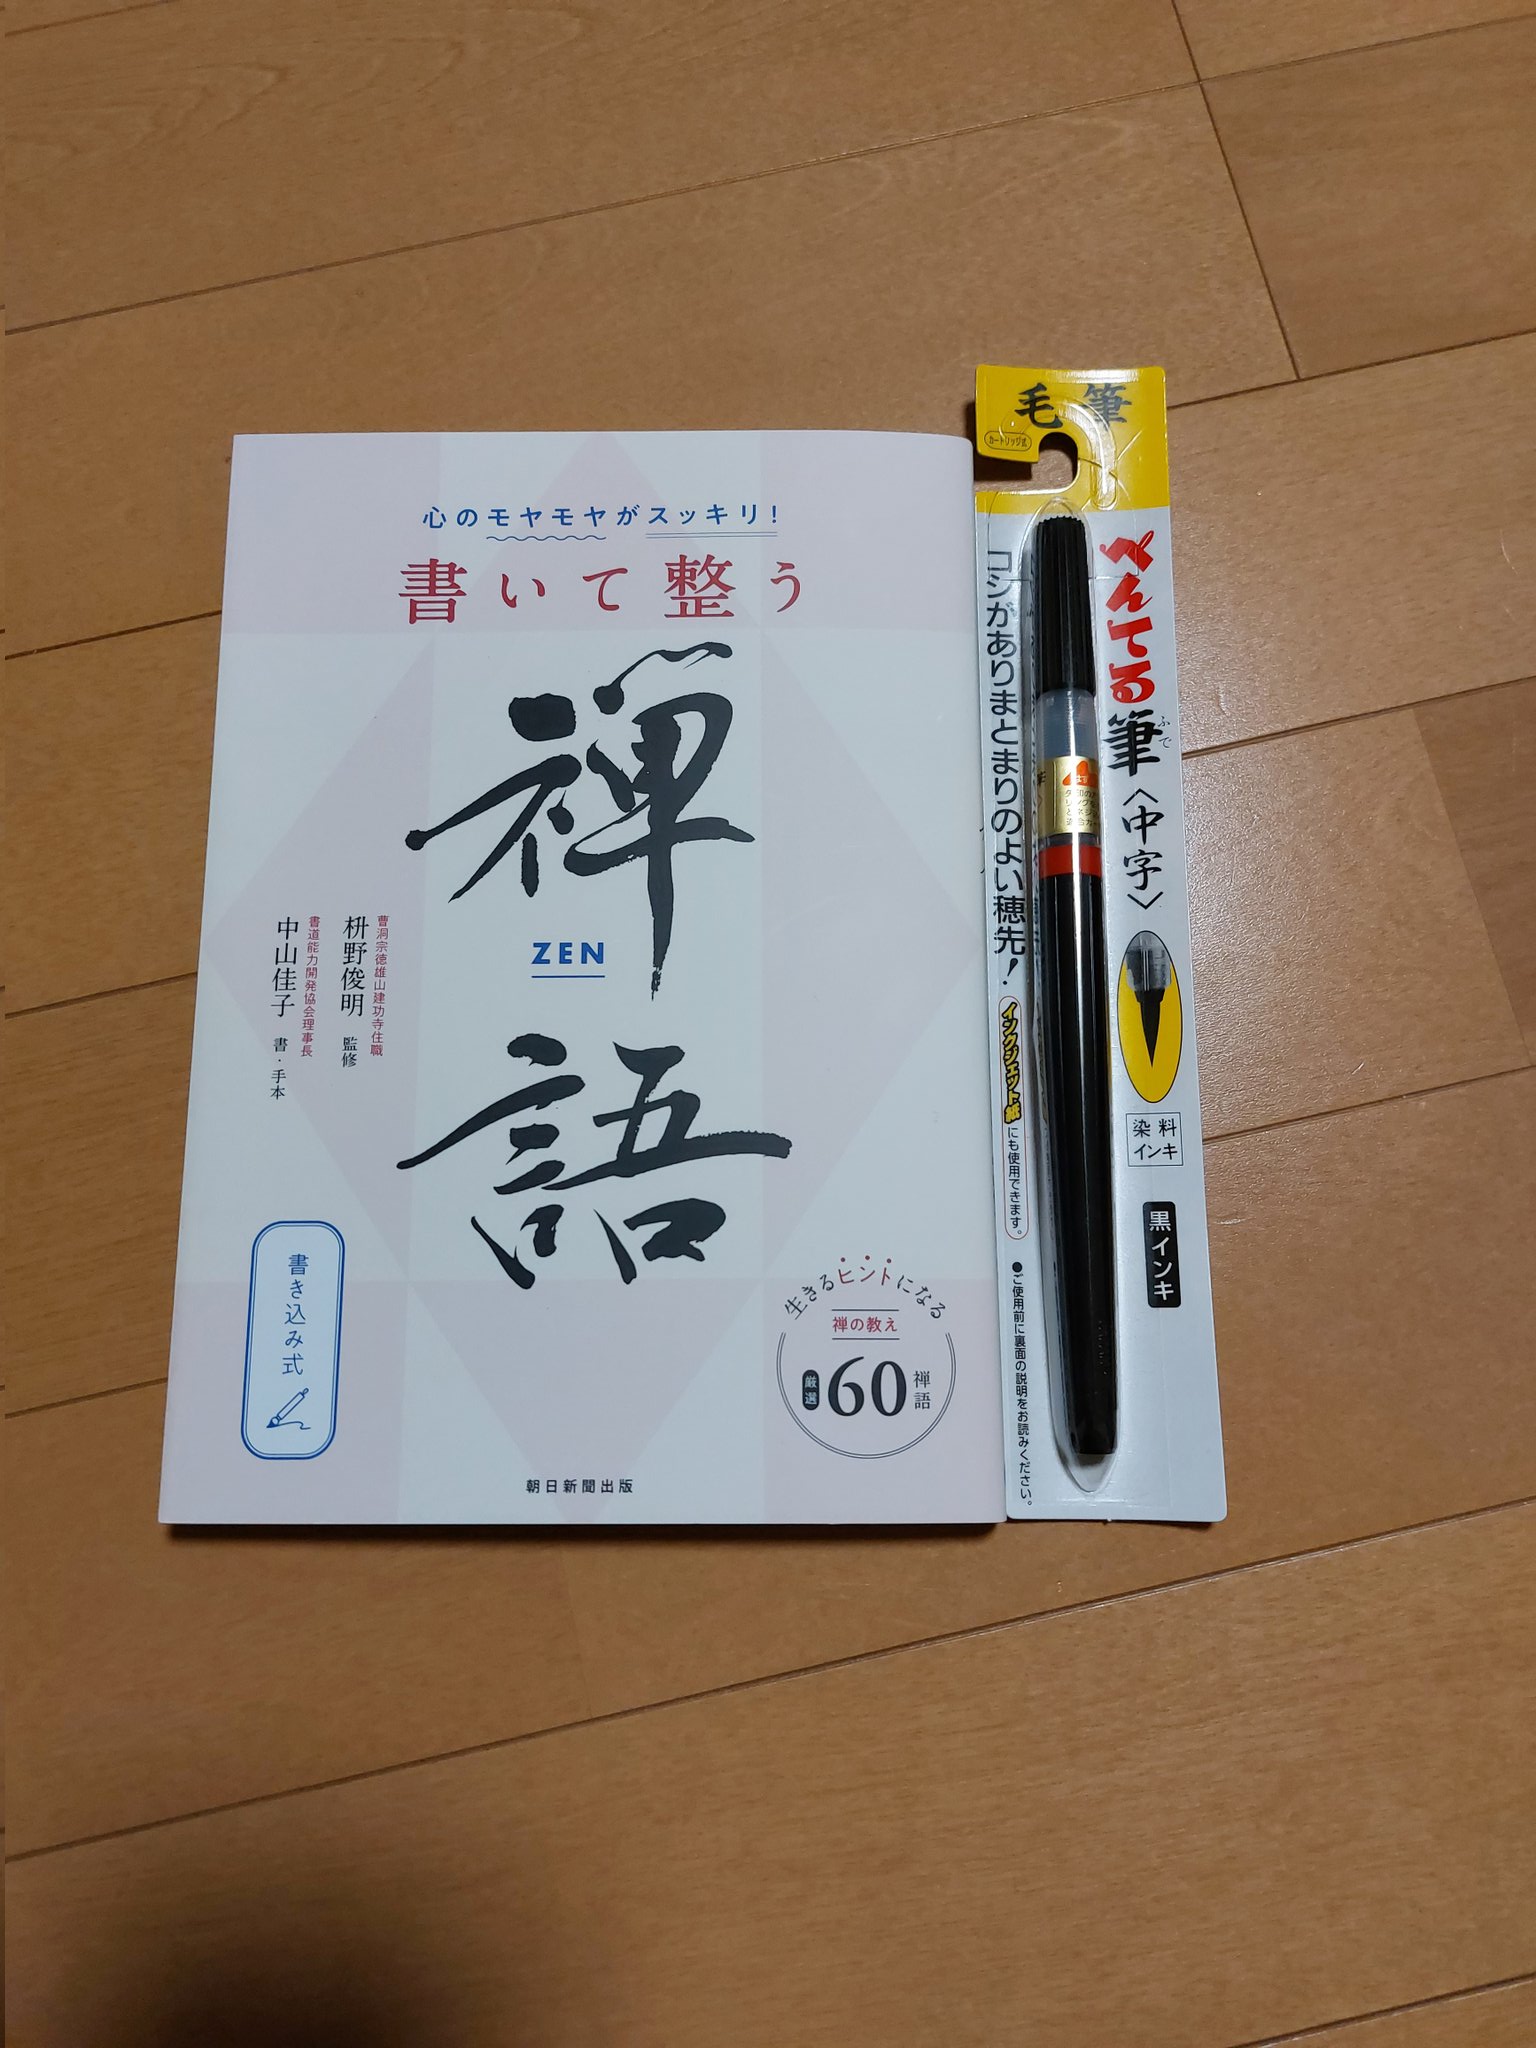 心のモヤモヤがスッキリ!
書いて整う
禅語
ZEN
曹洞宗徳雄山建功寺住職
枡野俊明 監修
書道能力開発協会理事長
中山佳子 書・手本
書き込み式
生きるヒントになる
禅の教え
厳選60禅語
朝日新聞出版
毛筆
カートリッジ式
ぺんてる筆<中字>
ふで
コシがありまとまりのよい穂先!
インクジェット紙にも使用できます。
●ご使用前に裏面の説明をお読みください。
染料
インキ
黒インキ